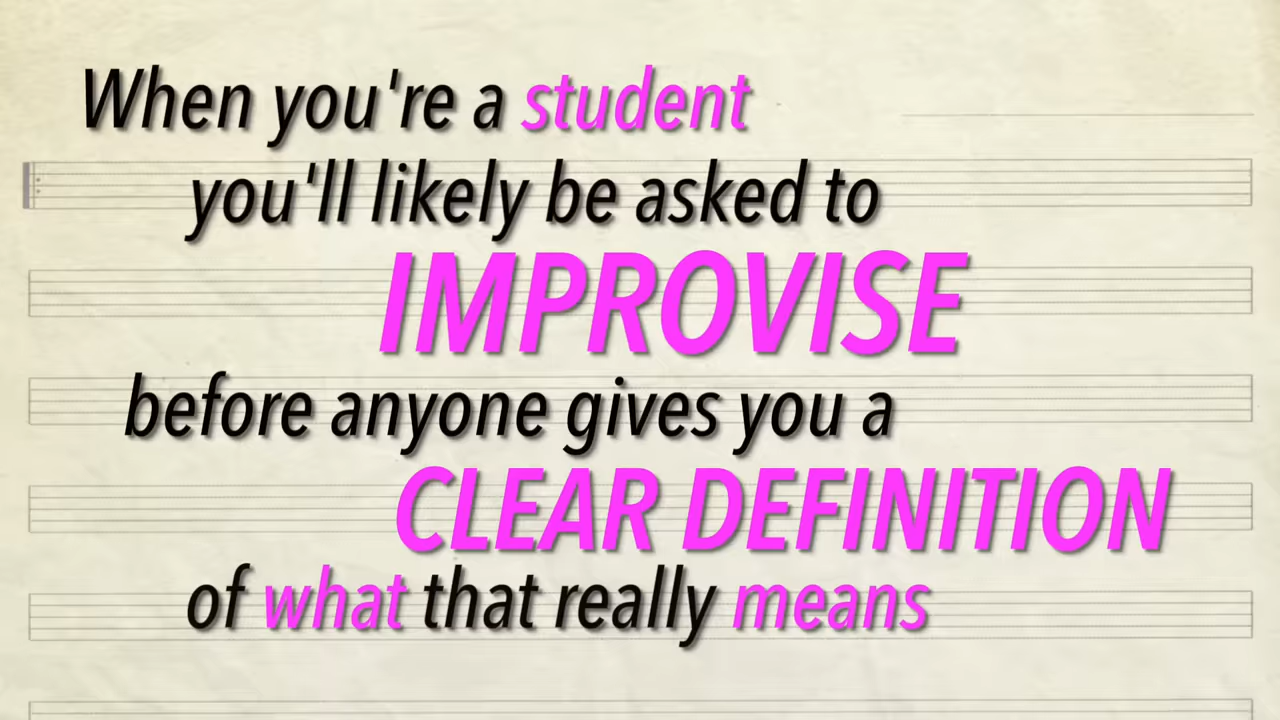 When you're a student
you'll likely be asked to
IMPROVISE
before anyone gives you a
CLEAR DEFINITION
of what that really means